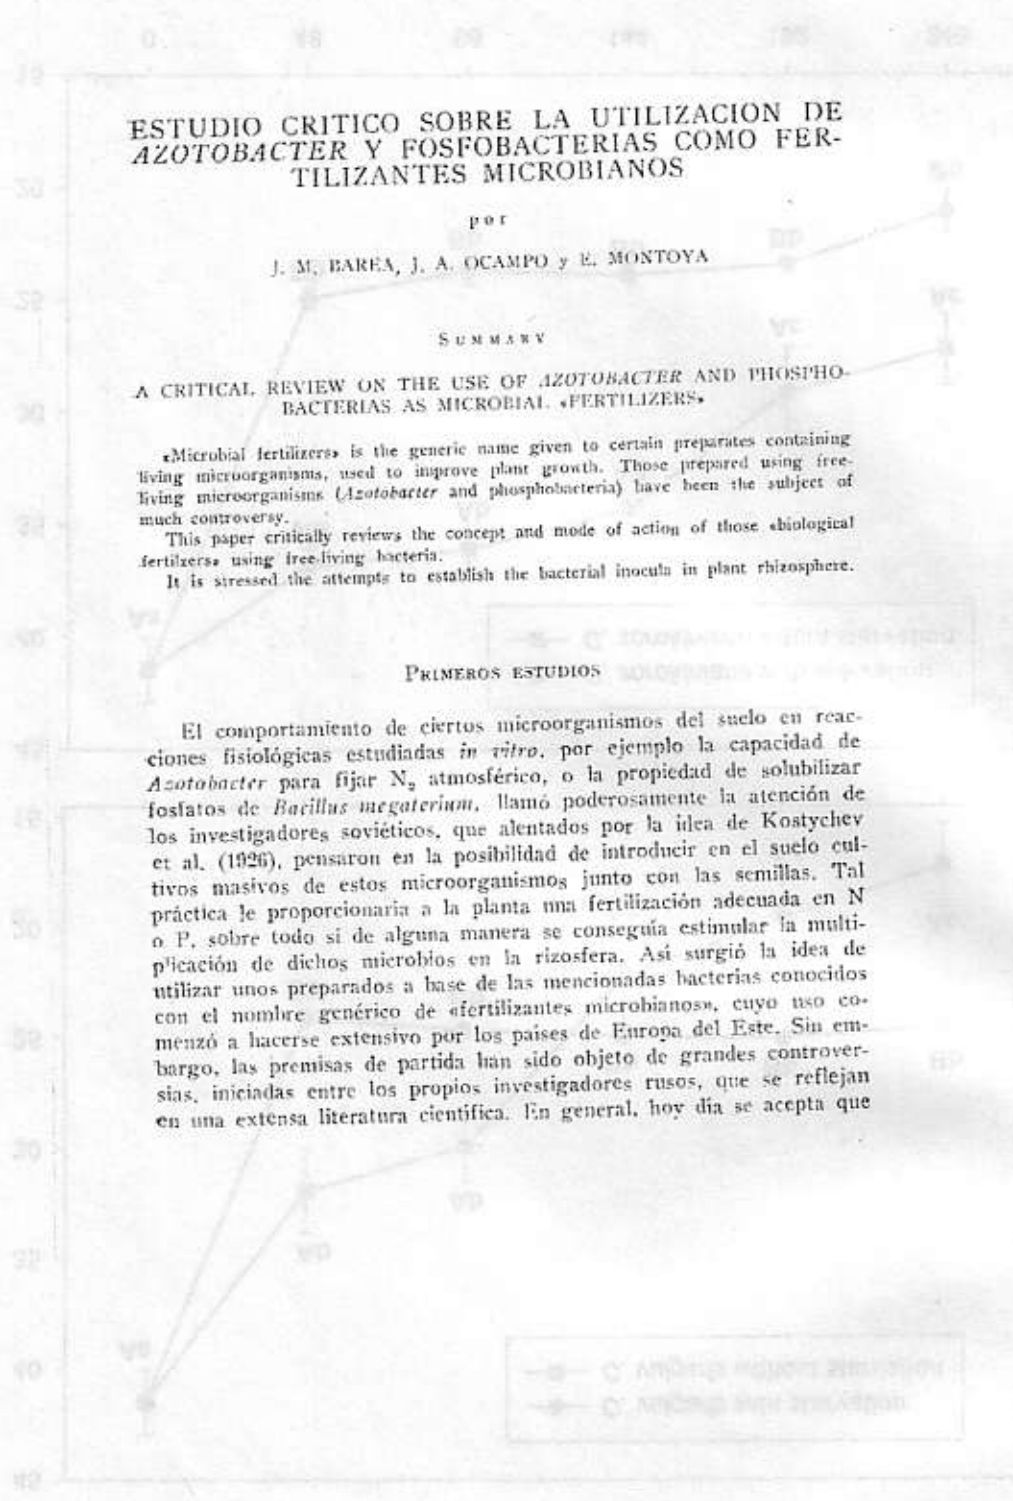 ESTUDIO CRITICO SOBRE LA UTILIZACION DE
AZOTOBACTER Y FOSFOBACTERIAS COMO FER-
TILIZANTES MICROBIANOS
por
J. M. BAREA, J. A. OCAMPO y E. MONTOYA
SUMMARY
A CRITICAL REVIEW ON THE USE OF AZOTOBACTER AND PHOSPHO-
BACTERIAS AS MICROBIAL «FERTILIZERS»
«Microbial fertilizers» is the generic name given to certain preparates containing
living microorganisms, used to improve plant growth. Those prepared using free-
living microorganisms (Azotobacter and phosphobacteria) have been the subject of
much controversy.
This paper critically reviews the concept and mode of action of those «biological
fertilzers» using free-living bacteria.
It is stressed the attempts to establish the bacterial inocula in plant rhizosphere.
PRIMEROS ESTUDIOS
El comportamiento de ciertos microorganismos del suelo en reac-
ciones fisiológicas estudiadas in vitro, por ejemplo la capacidad de
Azotobacter para fijar N₂ atmosférico, o la propiedad de solubilizar
fosfatos de Bacillus megaterium, llamó poderosamente la atención de
los investigadores soviéticos, que alentados por la idea de Kostychev
et al. (1926), pensaron en la posibilidad de introducir en el suelo cul-
tivos masivos de estos microorganismos junto con las semillas. Tal
práctica le proporcionaria a la planta una fertilización adecuada en N
o P, sobre todo si de alguna manera se conseguía estimular la multi-
plicación de dichos microbios en la rizosfera. Así surgió la idea de
utilizar unos preparados a base de las mencionadas bacterias conocidos
con el nombre genérico de «fertilizantes microbianos», cuyo uso co-
menzó a hacerse extensivo por los países de Europa del Este. Sin em-
bargo, las premisas de partida han sido objeto de grandes controver-
sias, iniciadas entre los propios investigadores rusos, que se reflejan
en una extensa literatura científica. En general, hoy día se acepta que